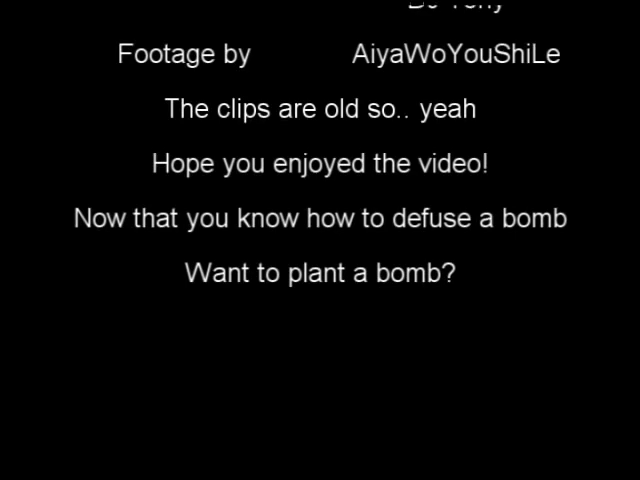 Footage by AiyaWoYouShiLe
The clips are old so.. yeah
Hope you enjoyed the video!
Now that you know how to defuse a bomb
Want to plant a bomb?